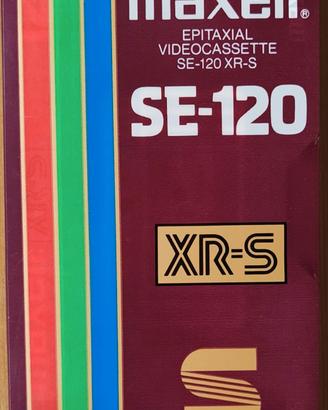 maxell®
EPITAXIAL
VIDEOCASSETTE
SE-120 XR-S
SE-120
XR-S
S